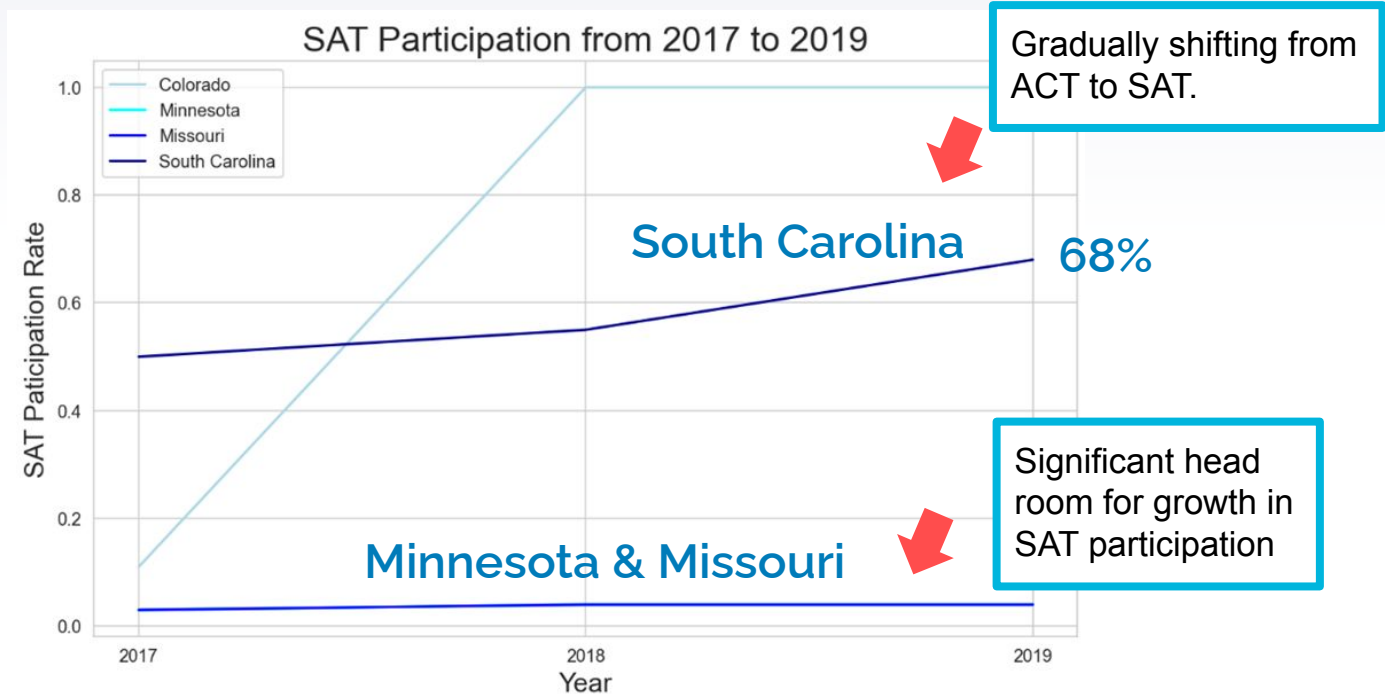 SAT Participation from 2017 to 2019
Gradually shifting from
ACT to SAT.
Colorado
Minnesota
Missouri
South Carolina
1.0
0.8
0.6
0.4
0.2
0.0
SAT Paticipation Rate
South Carolina
68%
Significant head
room for growth in
SAT participation
Minnesota & Missouri
2017
2018
2019
Year